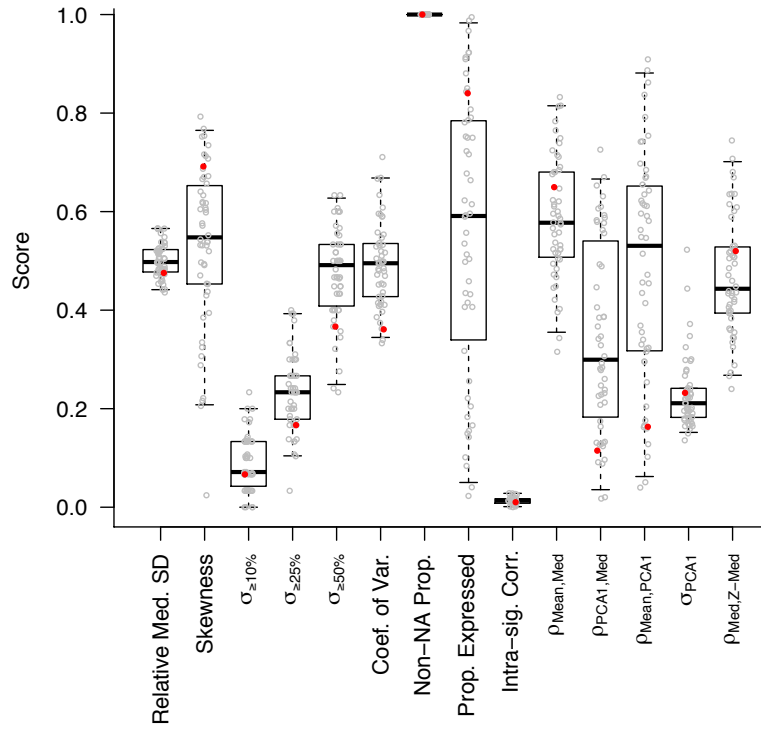 Score
1.0
0.8
0.6
0.4
0.2
0.0
Relative Med. SD
Skewness
σ≥10%
σ≥25%
σ≥50%
Coef. of Var.
Non−NA Prop.
Prop. Expressed
Intra−sig. Corr.
ρMean,Med
ρPCA1,Med
ρMean,PCA1
σPCA1
ρMed,Z−Med